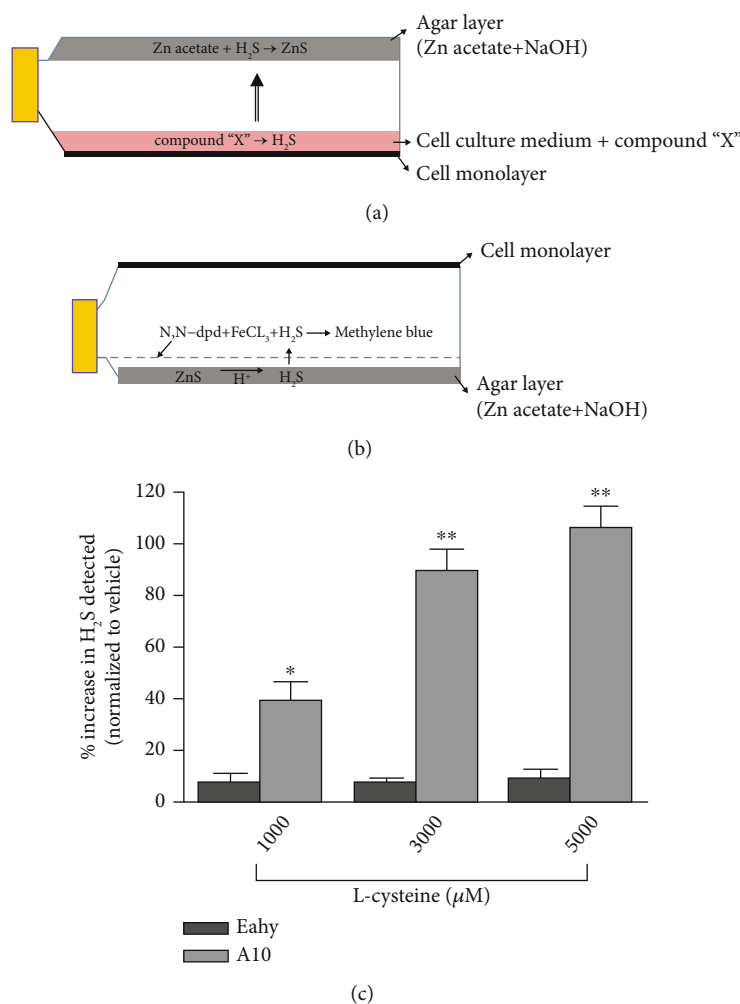 Agar layer
(Zn acetate+NaOH)
Zn acetate + H₂S → ZnS
compound “X” → H₂S
Cell culture medium + compound “X”
Cell monolayer
(a)
Cell monolayer
N,N−dpd+FeCL₃+H₂S → Methylene blue
ZnS H⁺ H₂S
Agar layer
(Zn acetate+NaOH)
(b)
% increase in H₂S detected
(normalized to vehicle)
120
100
80
60
40
20
0
*
**
**
1000
3000
5000
L-cysteine (μM)
Eahy
A10
(c)